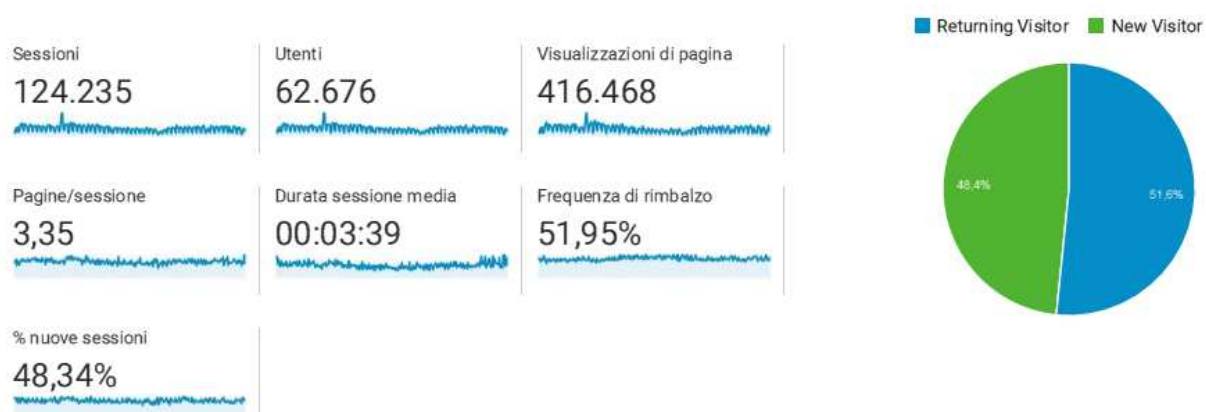 Returning Visitor New Visitor
Sessioni
124.235
Utenti
62.676
Visualizzazioni di pagina
416.468
Pagine/sessione
3,35
Durata sessione media
00:03:39
Frequenza di rimbalzo
51,95%
% nuove sessioni
48,34%
48,4%
51,6%